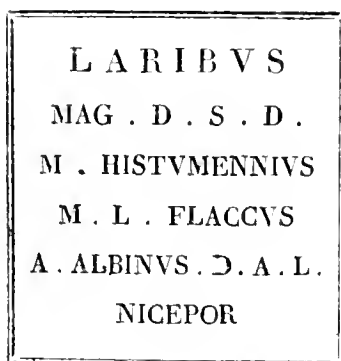 LARIBVS
MAG . D . S . D .
M . HISTVMENNIVS
M . L . FLACCVS
A . ALBINVS . Ɔ . A . L .
NICEPOR